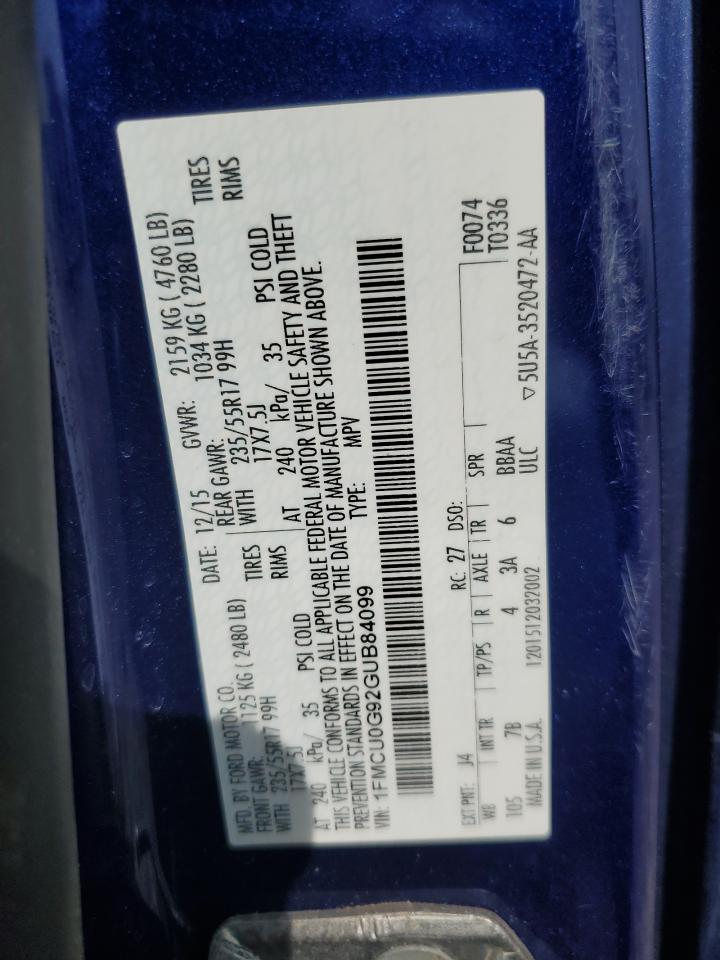 MFD. BY FORD MOTOR CO. DATE: 12/15 GVWR: 2159 KG ( 4760 LB)
FRONT GAWR: 1125 KG ( 2480 LB) REAR GAWR: 1034 KG ( 2280 LB)
WITH 235/55R17 99H TIRES WITH 235/55R17 99H TIRES
17X7.5J RIMS 17X7.5J RIMS
AT 240 kPa/ 35 PSI COLD AT 240 kPa/ 35 PSI COLD
THIS VEHICLE CONFORMS TO ALL APPLICABLE FEDERAL MOTOR VEHICLE SAFETY AND THEFT
PREVENTION STANDARDS IN EFFECT ON THE DATE OF MANUFACTURE SHOWN ABOVE.
VIN: 1FMCU0G92GUB84099 TYPE: MPV
EXT PNT: J4 RC: 27 DSO: F0074
WB INT TR TP/PS R AXLE TR SPR T0336
105 7B 4 3A 6 BBAA
MADE IN U.S.A. 1201512032002 ULC ▽5U5A-3520472-AA